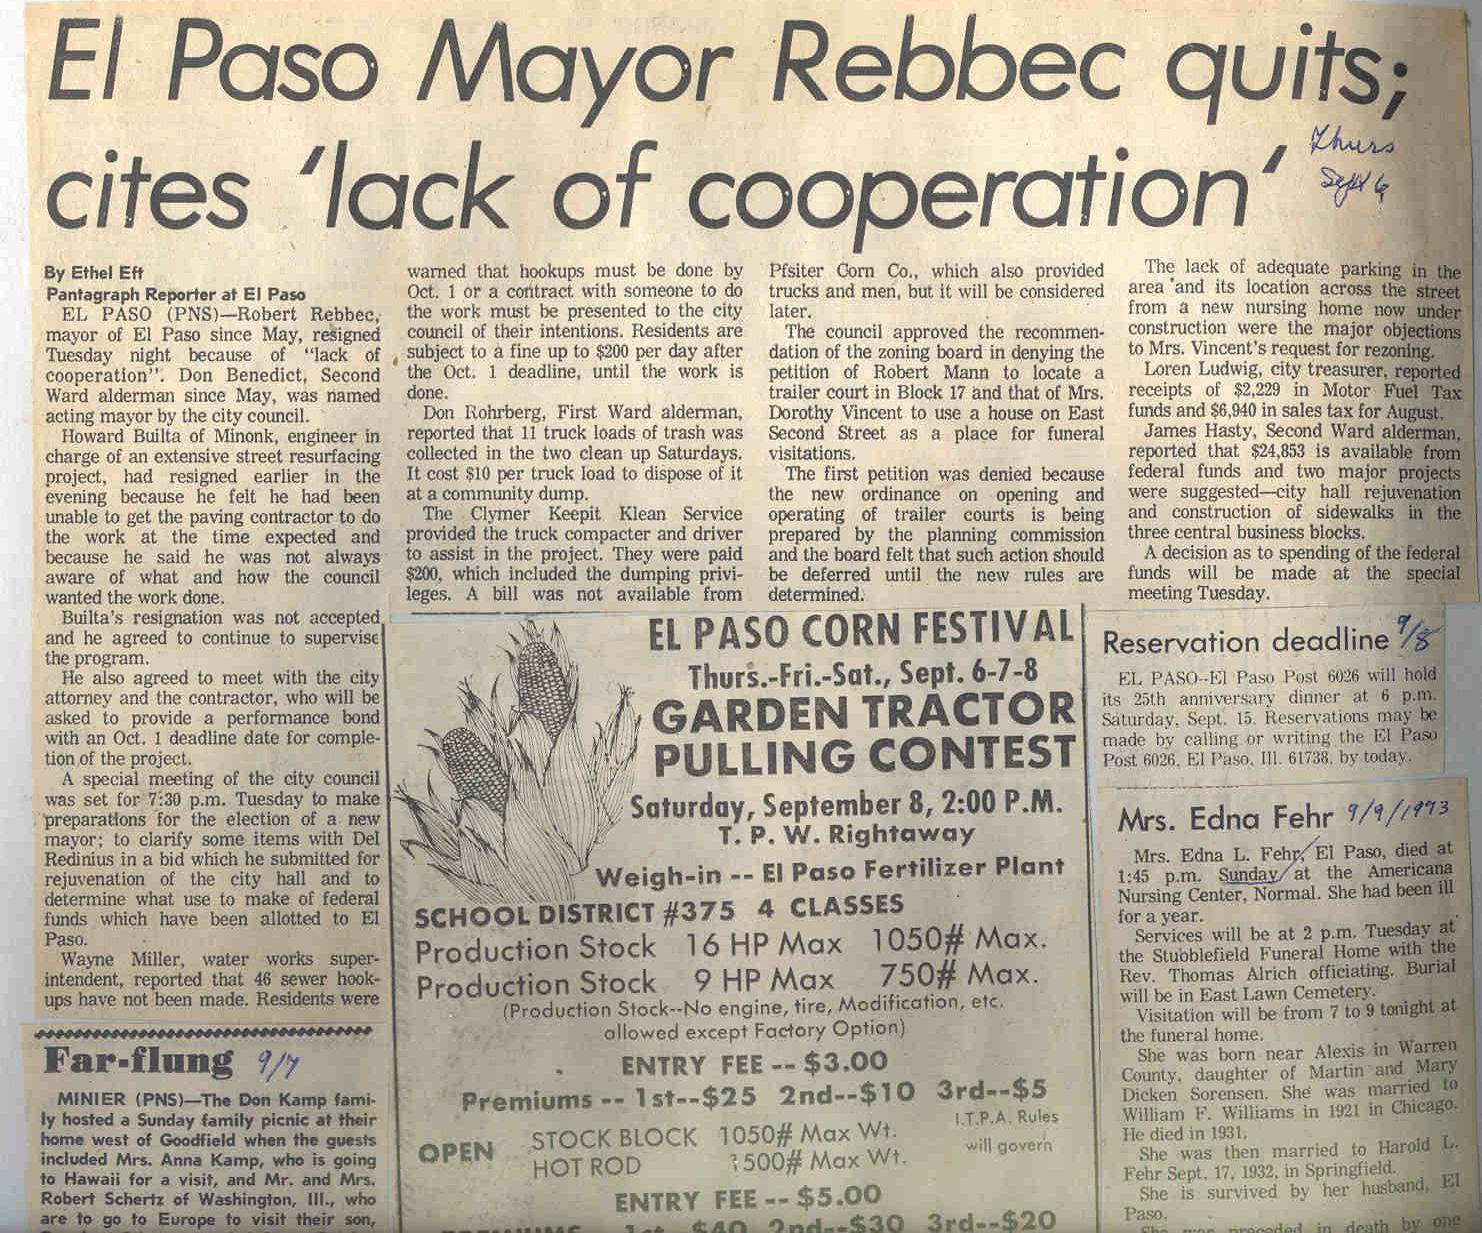 El Paso Mayor Rebbec quits;
cites 'lack of cooperation'
Thurs
Sept 6
By Ethel Eft
Pantagraph Reporter at El Paso
EL PASO (PNS)—Robert Rebbec,
mayor of El Paso since May, resigned
Tuesday night because of "lack of
cooperation". Don Benedict, Second
Ward alderman since May, was named
acting mayor by the city council.
Howard Builta of Minonk, engineer in
charge of an extensive street resurfacing
project, had resigned earlier in the
evening because he felt he had been
unable to get the paving contractor to do
the work at the time expected and
because he said he was not always
aware of what and how the council
wanted the work done.
Builta's resignation was not accepted
and he agreed to continue to supervise
the program.
He also agreed to meet with the city
attorney and the contractor, who will be
asked to provide a performance bond
with an Oct. 1 deadline date for comple-
tion of the project.
A special meeting of the city council
was set for 7:30 p.m. Tuesday to make
preparations for the election of a new
mayor; to clarify some items with Del
Redinius in a bid which he submitted for
rejuvenation of the city hall and to
determine what use to make of federal
funds which have been allotted to El
Paso.
Wayne Miller, water works super-
intendent, reported that 46 sewer hook-
ups have not been made. Residents were
warned that hookups must be done by
Oct. 1 or a contract with someone to do
the work must be presented to the city
council of their intentions. Residents are
subject to a fine up to $200 per day after
the Oct. 1 deadline, until the work is
done.
Don Rohrberg, First Ward alderman,
reported that 11 truck loads of trash was
collected in the two clean up Saturdays.
It cost $10 per truck load to dispose of it
at a community dump.
The Clymer Keepit Klean Service
provided the truck compacter and driver
to assist in the project. They were paid
$200, which included the dumping privi-
leges. A bill was not available from
Pfsiter Corn Co., which also provided
trucks and men, but it will be considered
later.
The council approved the recommen-
dation of the zoning board in denying the
petition of Robert Mann to locate a
trailer court in Block 17 and that of Mrs.
Dorothy Vincent to use a house on East
Second Street as a place for funeral
visitations.
The first petition was denied because
the new ordinance on opening and
operating of trailer courts is being
prepared by the planning commission
and the board felt that such action should
be deferred until the new rules are
determined.
The lack of adequate parking in the
area and its location across the street
from a new nursing home now under
construction were the major objections
to Mrs. Vincent's request for rezoning.
Loren Ludwig, city treasurer, reported
receipts of $2,229 in Motor Fuel Tax
funds and $6,940 in sales tax for August.
James Hasty, Second Ward alderman,
reported that $24,853 is available from
federal funds and two major projects
were suggested—city hall rejuvenation
and construction of sidewalks in the
three central business blocks.
A decision as to spending of the federal
funds will be made at the special
meeting Tuesday.
Far-flung 9/7
MINIER (PNS)—The Don Kamp fami-
ly hosted a Sunday family picnic at their
home west of Goodfield when the guests
included Mrs. Anna Kamp, who is going
to Hawaii for a visit, and Mr. and Mrs.
Robert Schertz of Washington, Ill., who
are to go to Europe to visit their son,
EL PASO CORN FESTIVAL
Thurs.-Fri.-Sat., Sept. 6-7-8
GARDEN TRACTOR
PULLING CONTEST
Saturday, September 8, 2:00 P.M.
T. P. W. Rightaway
Weigh-in -- El Paso Fertilizer Plant
SCHOOL DISTRICT #375 4 CLASSES
Production Stock 16 HP Max 1050# Max.
Production Stock 9 HP Max 750# Max.
(Production Stock--No engine, tire, Modification, etc.
allowed except Factory Option)
ENTRY FEE -- $3.00
Premiums -- 1st--$25 2nd--$10 3rd--$5
I.T.P.A. Rules
will govern
OPEN STOCK BLOCK 1050# Max Wt.
HOT ROD 1500# Max Wt.
ENTRY FEE -- $5.00
PREMIUMS 1st $40 2nd--$30 3rd--$20
Reservation deadline 9/8
EL PASO--El Paso Post 6026 will hold
its 25th anniversary dinner at 6 p.m.
Saturday, Sept. 15. Reservations may be
made by calling or writing the El Paso
Post 6026, El Paso, Ill. 61738, by today.
Mrs. Edna Fehr 9/9/1973
Mrs. Edna L. Fehr, El Paso, died at
1:45 p.m. Sunday at the Americana
Nursing Center, Normal. She had been ill
for a year.
Services will be at 2 p.m. Tuesday at
the Stubblefield Funeral Home with the
Rev. Thomas Alrich officiating. Burial
will be in East Lawn Cemetery.
Visitation will be from 7 to 9 tonight at
the funeral home.
She was born near Alexis in Warren
County, daughter of Martin and Mary
Dicken Sorensen. She was married to
William F. Williams in 1921 in Chicago.
He died in 1931.
She was then married to Harold L.
Fehr Sept. 17, 1932, in Springfield.
She is survived by her husband, El
Paso.
She was preceded in death by one